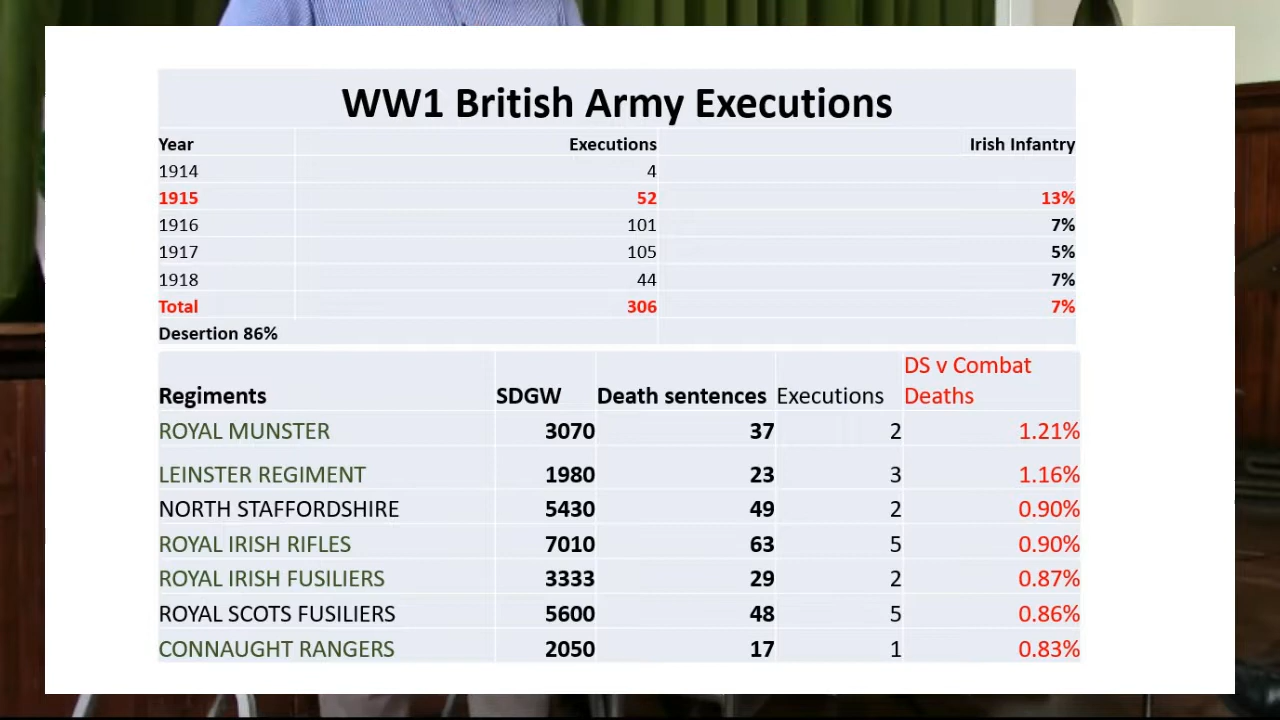 WW1 British Army Executions
Year Executions Irish Infantry
1914 4
1915 52 13%
1916 101 7%
1917 105 5%
1918 44 7%
Total 306 7%
Desertion 86%
Regiments SDGW Death sentences Executions DS v Combat Deaths
ROYAL MUNSTER 3070 37 2 1.21%
LEINSTER REGIMENT 1980 23 3 1.16%
NORTH STAFFORDSHIRE 5430 49 2 0.90%
ROYAL IRISH RIFLES 7010 63 5 0.90%
ROYAL IRISH FUSILIERS 3333 29 2 0.87%
ROYAL SCOTS FUSILIERS 5600 48 5 0.86%
CONNAUGHT RANGERS 2050 17 1 0.83%